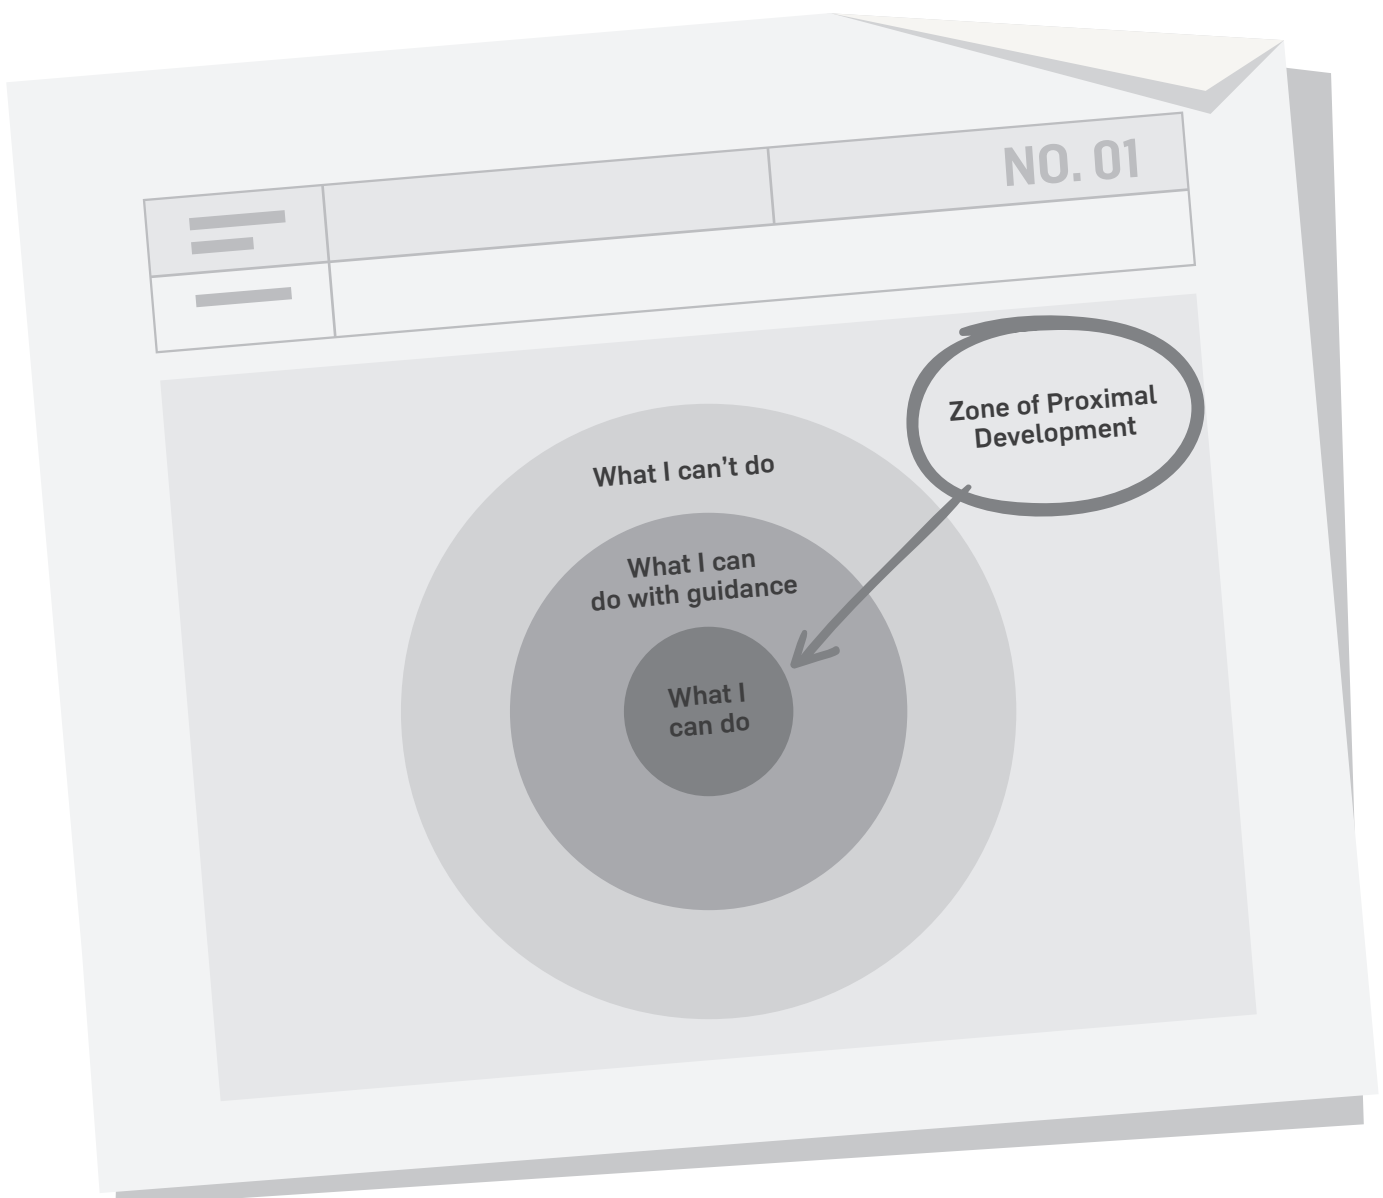 NO. 01
Zone of Proximal
Development
What I can’t do
What I can
do with guidance
What I
can do